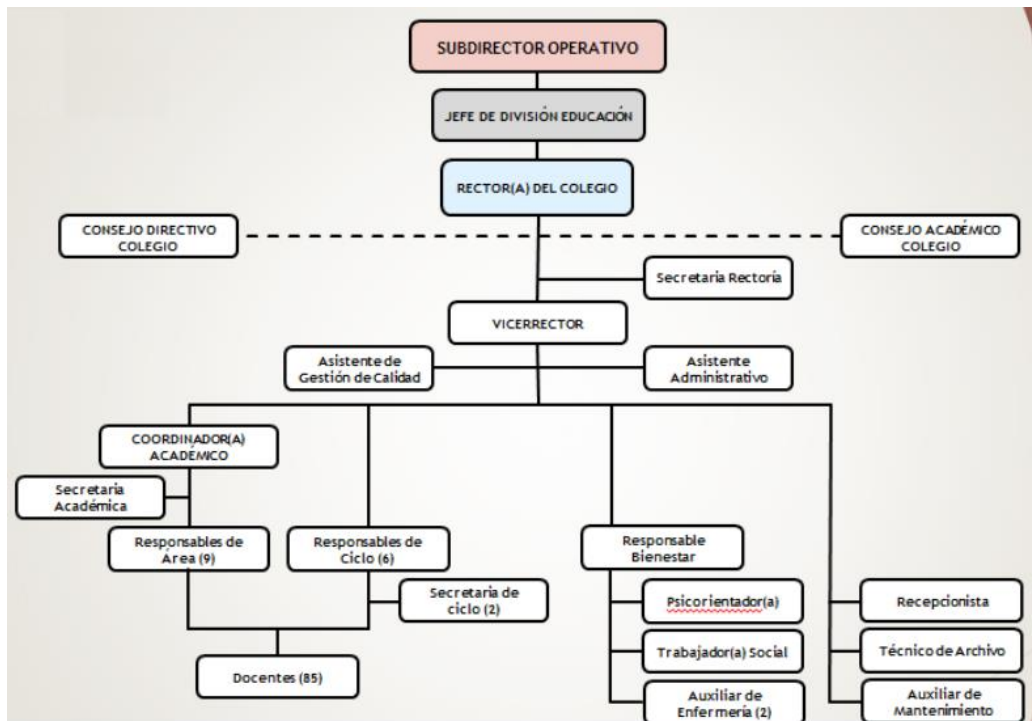 SUBDIRECTOR OPERATIVO
JEFE DE DIVISIÓN EDUCACIÓN
RECTOR(A) DEL COLEGIO
CONSEJO DIRECTIVO
COLEGIO
CONSEJO ACADÉMICO
COLEGIO
Secretaria Rectoría
VICERRECTOR
Asistente de
Gestión de Calidad
Asistente
Administrativo
COORDINADOR(A)
ACADÉMICO
Secretaria
Académica
Responsables de
Área (9)
Responsables de
Ciclo (6)
Responsable
Bienestar
Secretaria de
ciclo (2)
Psicorientador(a)
Recepcionista
Docentes (85)
Trabajador(a) Social
Técnico de Archivo
Auxiliar de
Enfermería (2)
Auxiliar de
Mantenimiento